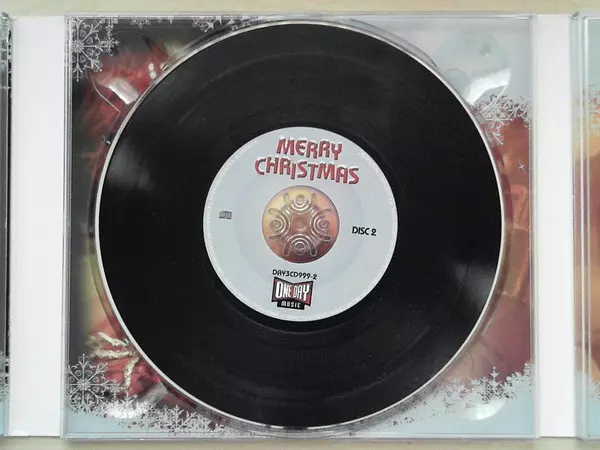 MERRY
CHRISTMAS
DISC 2
DAY3CD999-2
ONE DAY
MUSIC